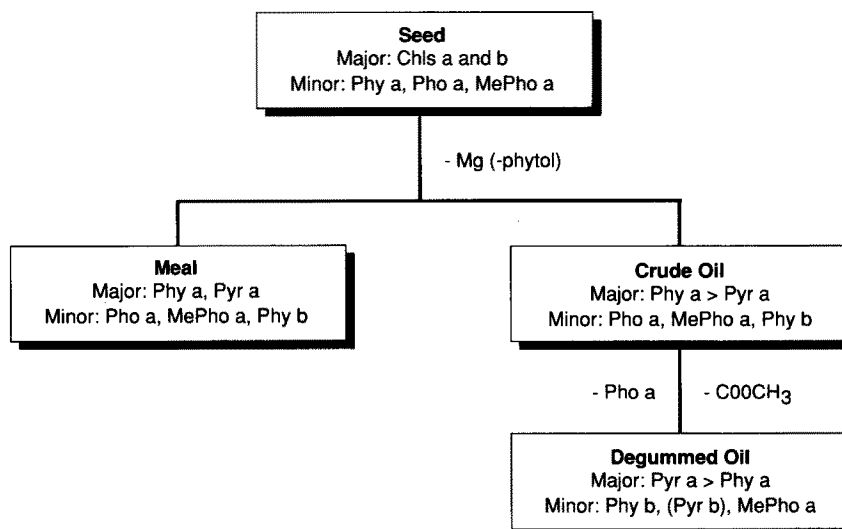 Seed
Major: Chls a and b
Minor: Phy a, Pho a, MePho a
- Mg (-phytol)
Meal
Major: Phy a, Pyr a
Minor: Pho a, MePho a, Phy b
Crude Oil
Major: Phy a > Pyr a
Minor: Pho a, MePho a, Phy b
- Pho a
- C00CH3
Degummed Oil
Major: Pyr a > Phy a
Minor: Phy b, (Pyr b), MePho a